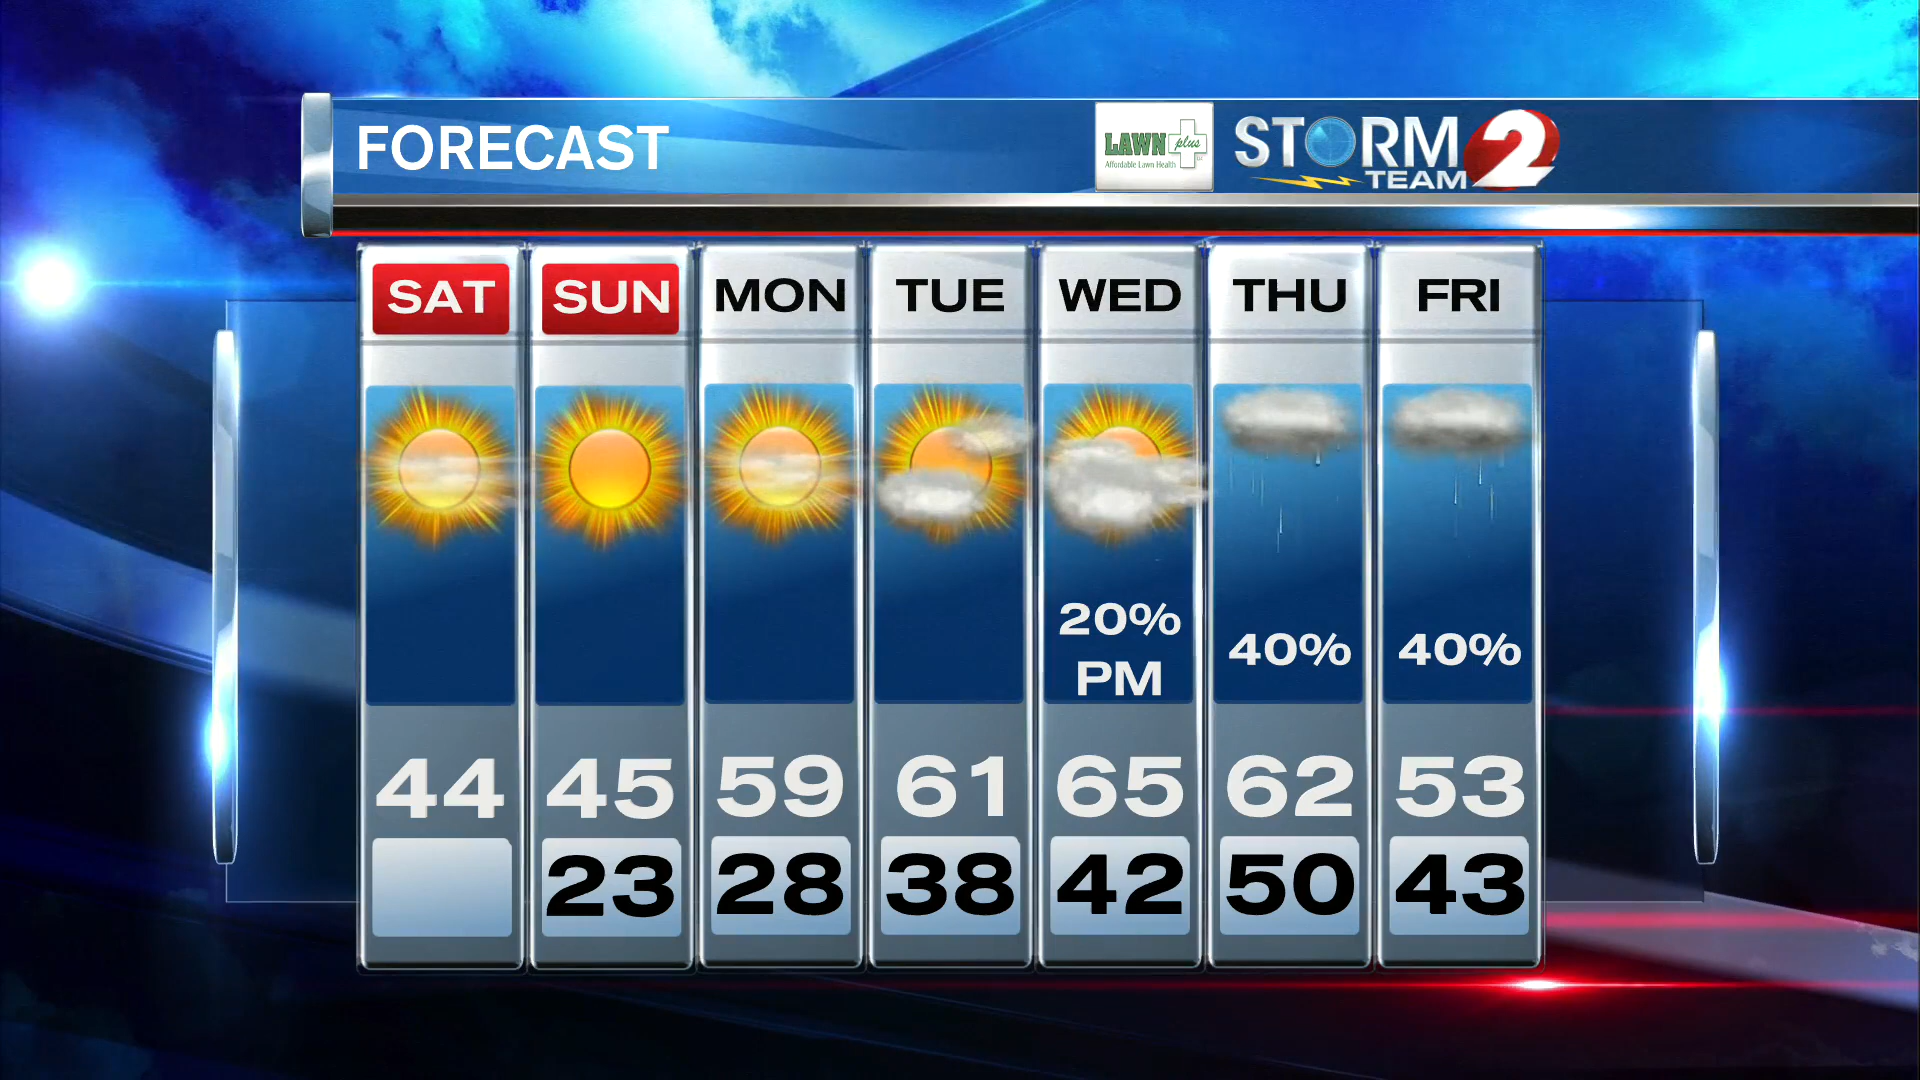 FORECAST
LAWN plus
Affordable Lawn Health
STORM 2
TEAM
SAT SUN MON TUE WED THU FRI
20%
PM
40% 40%
44 45 59 61 65 62 53
23 28 38 42 50 43